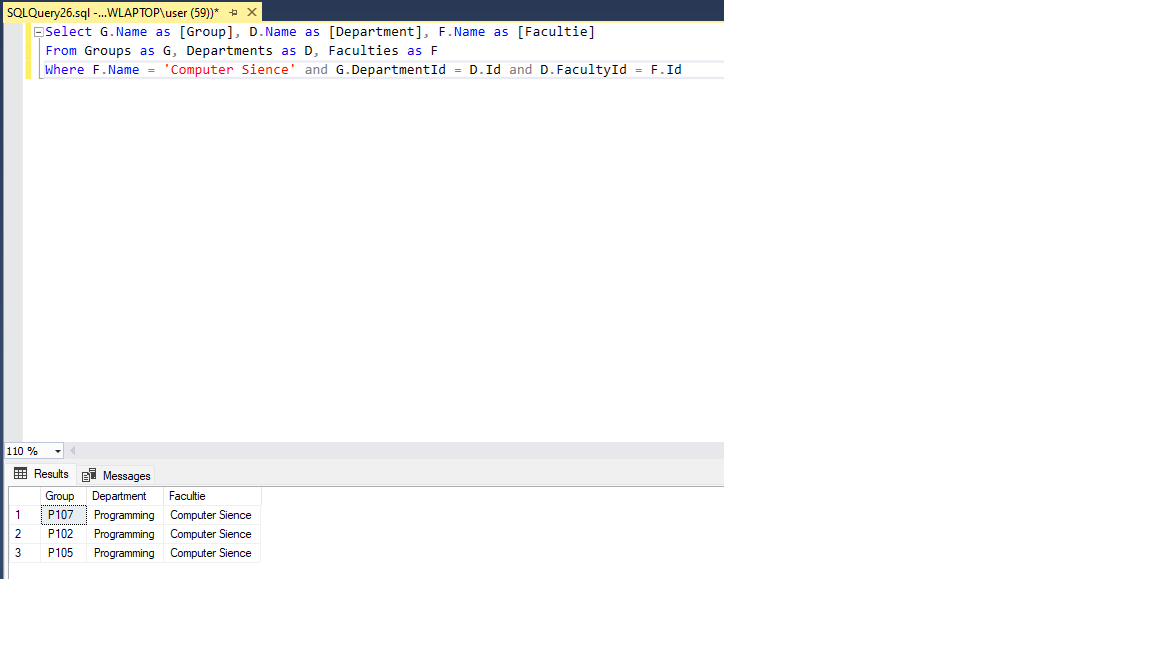 SQLQuery26.sql -...WLAPTOP\user (59))*
Select G.Name as [Group], D.Name as [Department], F.Name as [Facultie]
From Groups as G, Departments as D, Faculties as F
Where F.Name = 'Computer Sience' and G.DepartmentId = D.Id and D.FacultyId = F.Id
110 %
Results Messages
Group Department Facultie
1 P107 Programming Computer Sience
2 P102 Programming Computer Sience
3 P105 Programming Computer Sience